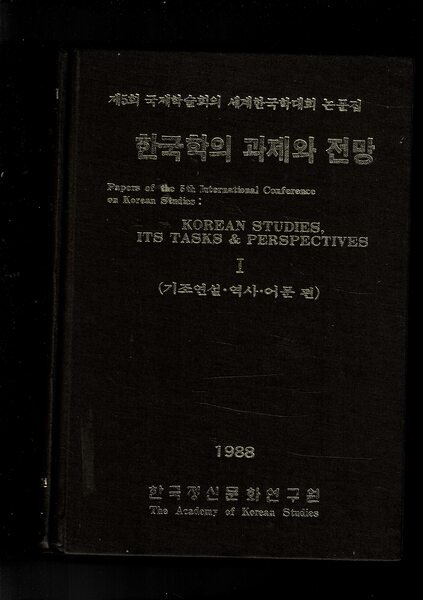 제5회 국제학술회의 세계한국학대회 논문집
한국학의 과제와 전망
Papers of the 5th International Conference
on Korean Studies :
KOREAN STUDIES,
ITS TASKS & PERSPECTIVES
I
(기조연설·역사·어문 편)
1988
한국정신문화연구원
The Academy of Korean Studies